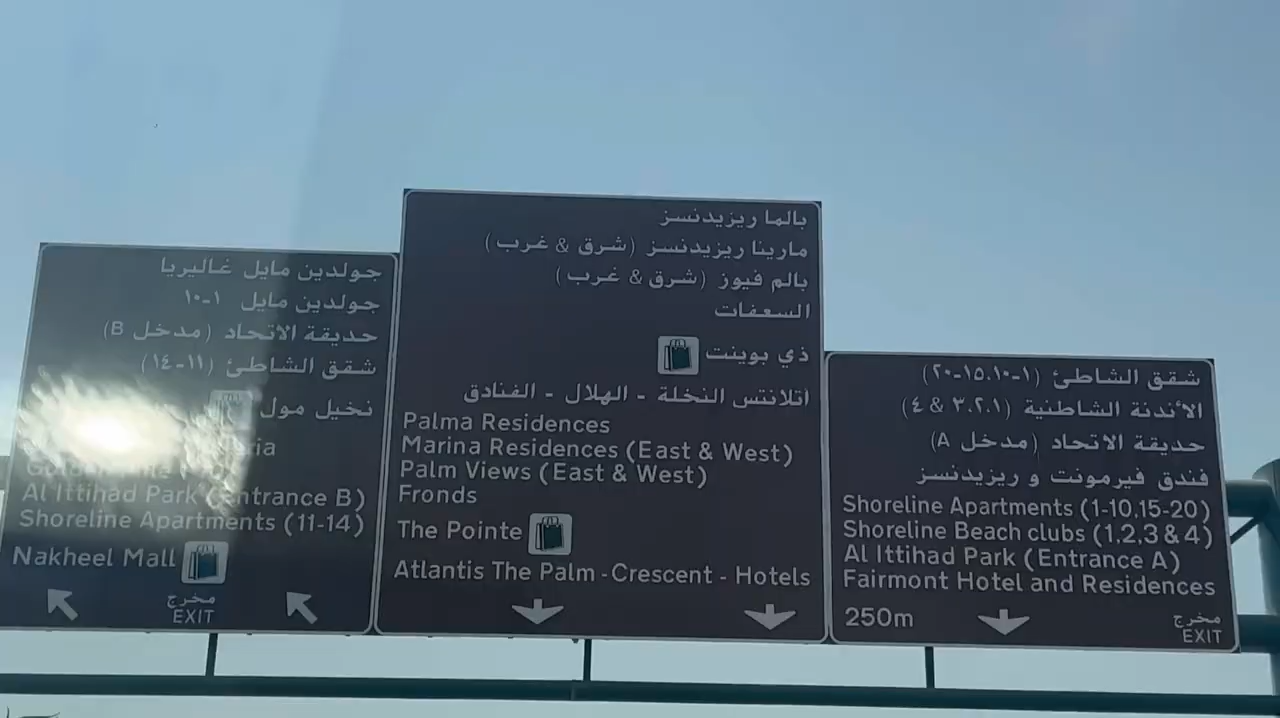 جولدين مايل غاليريا
جولدين مايل ١-١٠
حديقة الاتحاد (مدخل B)
شقق الشاطئ (١١-١٤)
نخيل مول
Al Ittihad Park (Entrance B)
Shoreline Apartments (11-14)
Nakheel Mall
مخرج
EXIT
بالما ريزيدنسز
مارينا ريزيدنسز (شرق & غرب)
بالم فيوز (شرق & غرب)
السعفات
ذي بوينت
أتلانتس النخلة - الهلال - الفنادق
Palma Residences
Marina Residences (East & West)
Palm Views (East & West)
Fronds
The Pointe
Atlantis The Palm - Crescent - Hotels
شقق الشاطئ (١-١٥،١٠-٢٠)
الأندية الشاطئية (٣،٢،١ & ٤)
حديقة الاتحاد (مدخل A)
فندق فيرمونت و ريزيدنسز
Shoreline Apartments (1-10,15-20)
Shoreline Beach clubs (1,2,3 & 4)
Al Ittihad Park (Entrance A)
Fairmont Hotel and Residences
250m
مخرج
EXIT